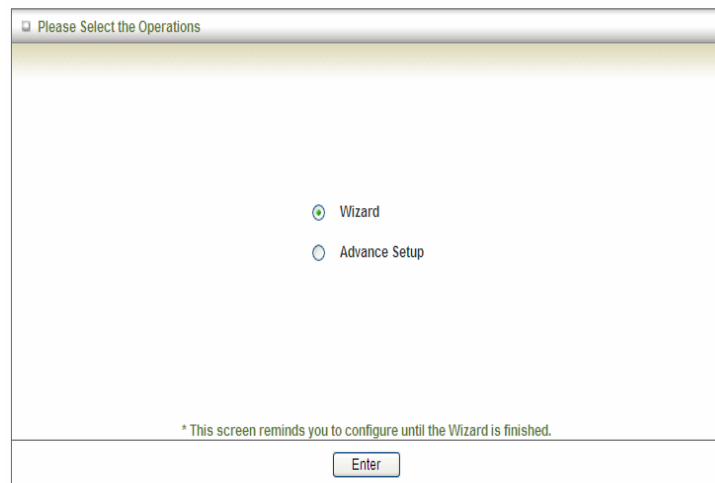 Please Select the Operations
Wizard
Advance Setup
* This screen reminds you to configure until the Wizard is finished.
Enter